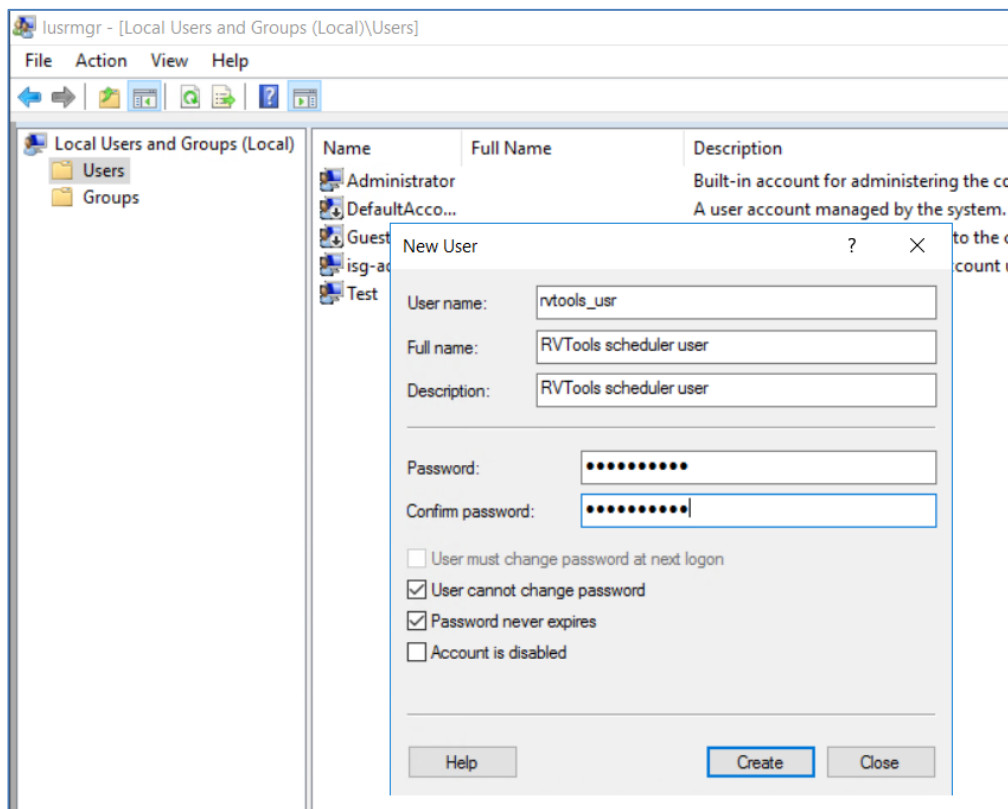 lusrmgr - [Local Users and Groups (Local)\Users]
File Action View Help
Local Users and Groups (Local)
Users
Groups
Name Full Name Description
Administrator Built-in account for administering the co
DefaultAcco... A user account managed by the system.
Guest to the
isg-a count
Test
New User ?
User name: rvtools_usr
Full name: RVTools scheduler user
Description: RVTools scheduler user
Password: ●●●●●●●●●●
Confirm password: ●●●●●●●●●●
User must change password at next logon
User cannot change password
Password never expires
Account is disabled
Help Create Close